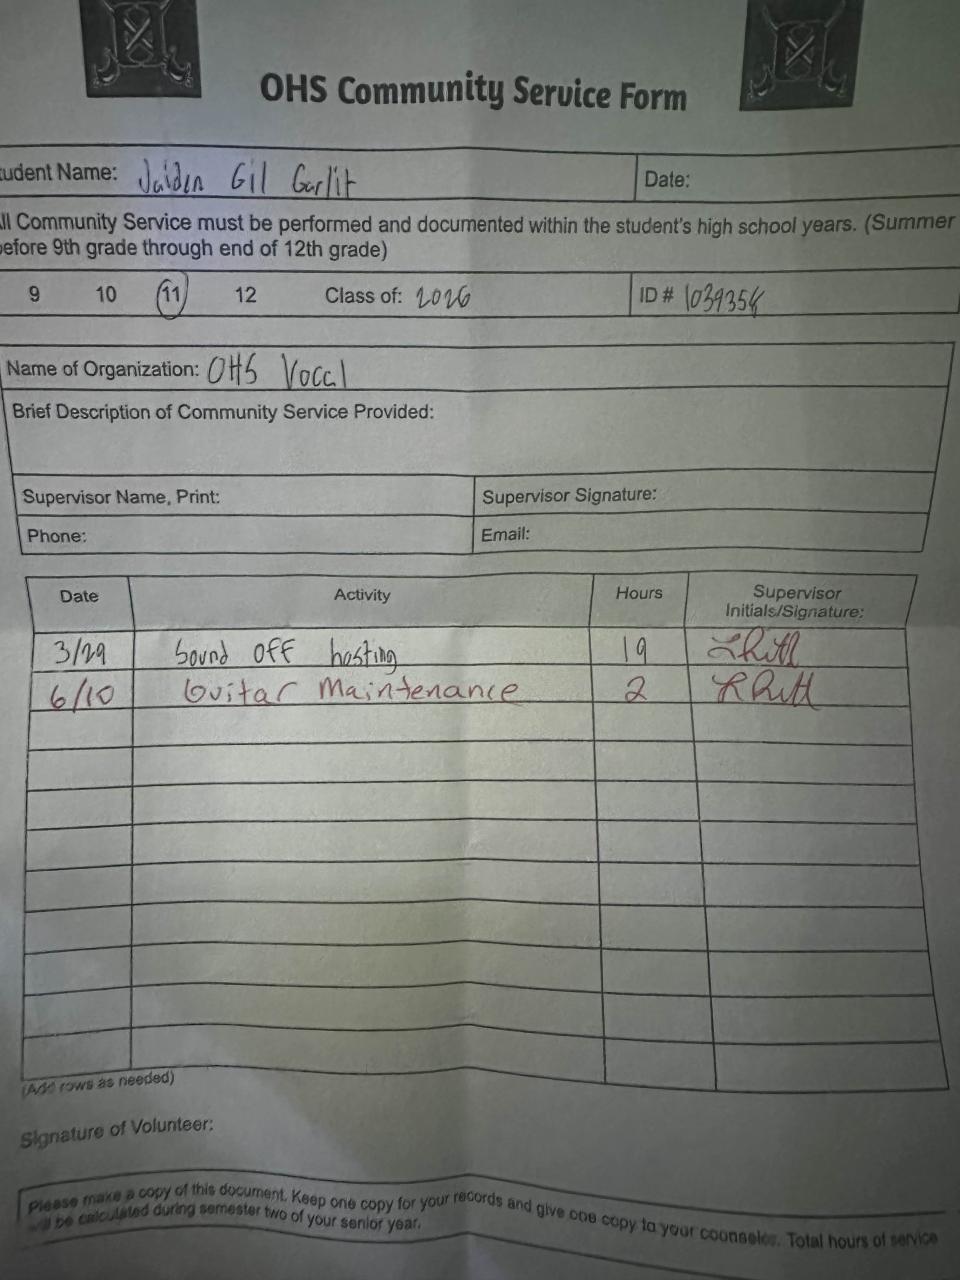 OHS Community Service Form
udent Name: Jaiden Gil Garlit Date:
ll Community Service must be performed and documented within the student's high school years. (Summer
before 9th grade through end of 12th grade)
9 10 11 12 Class of: 2026 ID #
Name of Organization: OHS Vocal
Brief Description of Community Service Provided:
Supervisor Name, Print: Supervisor Signature:
Phone: Email:
Date Activity Hours Supervisor
Initials/Signature:
3/29 Sound OFF hosting 19
6/10 Guitar Maintenance 2
(Add rows as needed)
Signature of Volunteer:
Please make a copy of this document. Keep one copy for your records and give one copy to your counselor. Total hours of service
will be calculated during semester two of your senior year.